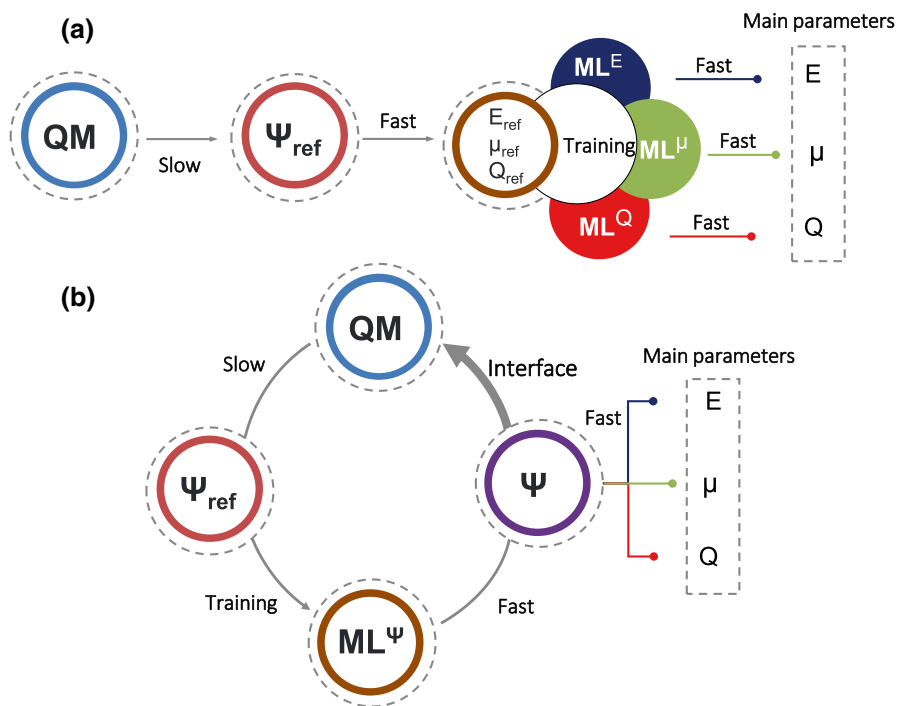 (a)
Main parameters
QM
Slow
Ψref
Fast
Eref
μref
Qref
Training
MLE
MLμ
MLQ
Fast
Fast
Fast
E
μ
Q
(b)
QM
Slow
Interface
Ψref
Training
MLΨ
Fast
Ψ
Fast
Main parameters
E
μ
Q